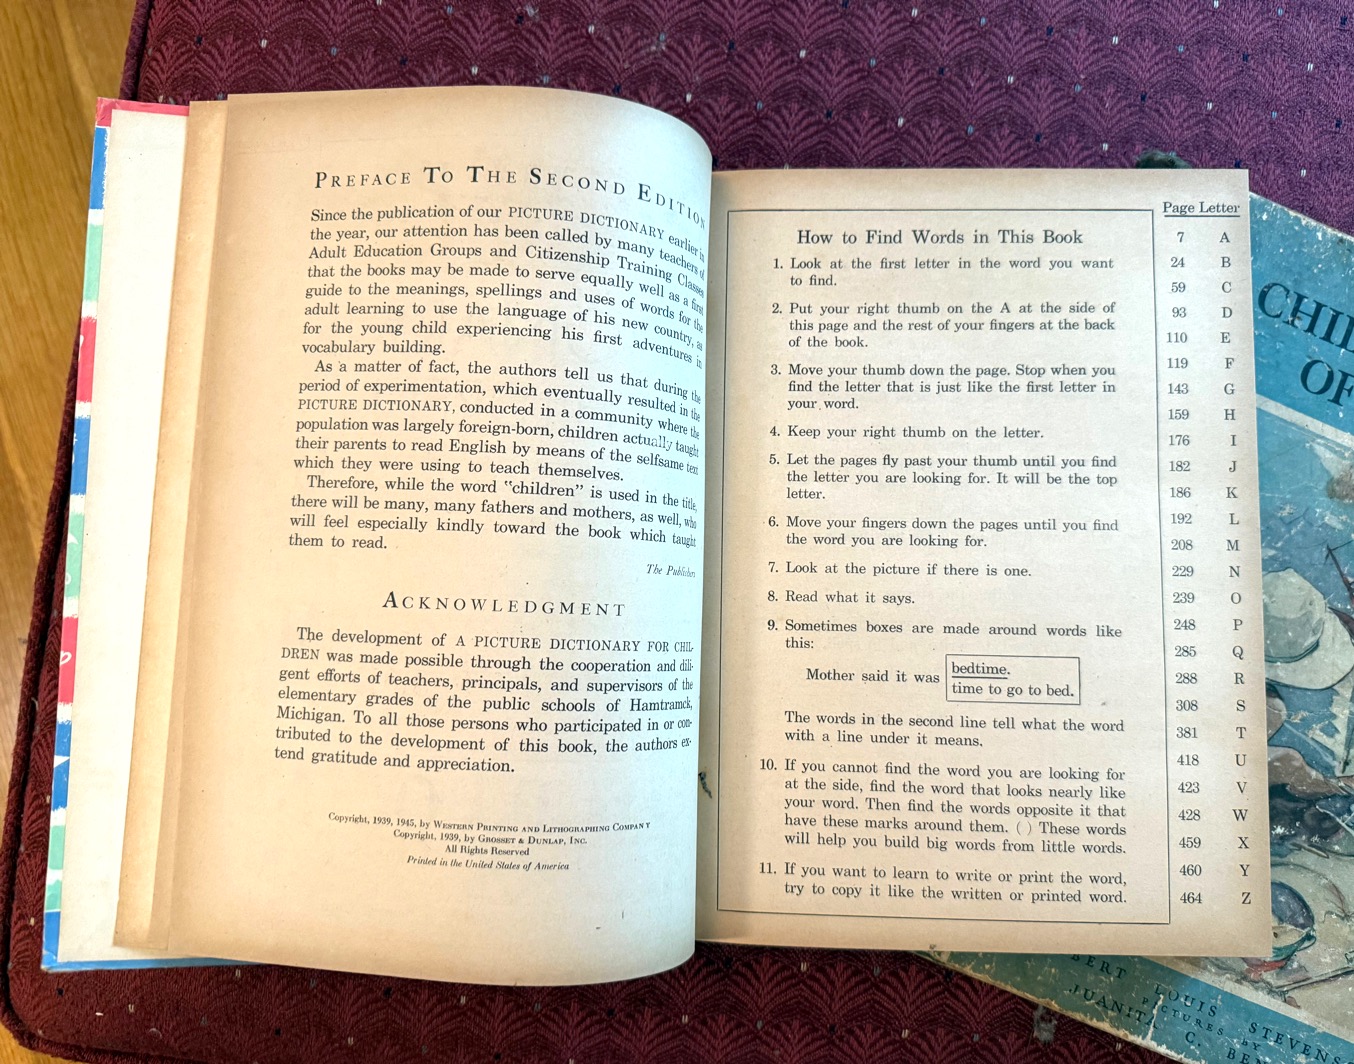 PREFACE TO THE SECOND EDITION
Since the publication of our PICTURE DICTIONARY earlier in
the year, our attention has been called by many teachers of
Adult Education Groups and Citizenship Training Classes
that the books may be made to serve equally well as a first
guide to the meanings, spellings and uses of words for the
adult learning to use the language of his new country, as
for the young child experiencing his first adventures in
vocabulary building.
As a matter of fact, the authors tell us that during the
period of experimentation, which eventually resulted in the
PICTURE DICTIONARY, conducted in a community where the
population was largely foreign-born, children actually taught
their parents to read English by means of the selfsame text
which they were using to teach themselves.
Therefore, while the word "children" is used in the title,
there will be many, many fathers and mothers, as well, who
will feel especially kindly toward the book which taught
them to read.
The Publisher
ACKNOWLEDGMENT
The development of A PICTURE DICTIONARY FOR CHIL-
DREN was made possible through the cooperation and dili-
gent efforts of teachers, principals, and supervisors of the
elementary grades of the public schools of Hamtramck,
Michigan. To all those persons who participated in or con-
tributed to the development of this book, the authors ex-
tend gratitude and appreciation.
Copyright, 1939, 1945, by WESTERN PRINTING AND LITHOGRAPHING COMPANY
Copyright, 1939, by GROSSET & DUNLAP, INC.
All Rights Reserved
Printed in the United States of America
How to Find Words in This Book
1. Look at the first letter in the word you want
to find.
2. Put your right thumb on the A at the side of
this page and the rest of your fingers at the back
of the book.
3. Move your thumb down the page. Stop when you
find the letter that is just like the first letter in
your word.
4. Keep your right thumb on the letter.
5. Let the pages fly past your thumb until you find
the letter you are looking for. It will be the top
letter.
6. Move your fingers down the pages until you find
the word you are looking for.
7. Look at the picture if there is one.
8. Read what it says.
9. Sometimes boxes are made around words like
this:
Mother said it was
bedtime.
time to go to bed.
The words in the second line tell what the word
with a line under it means.
10. If you cannot find the word you are looking for
at the side, find the word that looks nearly like
your word. Then find the words opposite it that
have these marks around them. ( ) These words
will help you build big words from little words.
11. If you want to learn to write or print the word,
try to copy it like the written or printed word.
Page Letter
7 A
24 B
59 C
93 D
110 E
119 F
143 G
159 H
176 I
182 J
186 K
192 L
208 M
229 N
239 O
248 P
285 Q
288 R
308 S
381 T
418 U
423 V
428 W
459 X
460 Y
464 Z
OF
LOUIS
PICTURES BY
JUANITA C.